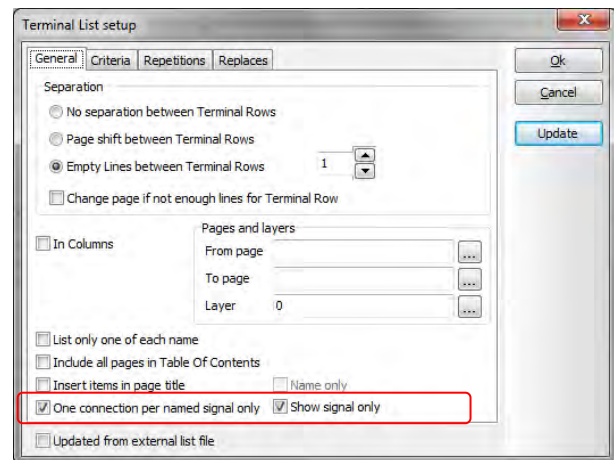 Terminal List setup
General Criteria Repetitions Replaces
Ok
Cancel
Update
Separation
No separation between Terminal Rows
Page shift between Terminal Rows
Empty Lines between Terminal Rows 1
Change page if not enough lines for Terminal Row
In Columns
Pages and layers
From page ...
To page ...
Layer 0 ...
List only one of each name
Include all pages in Table Of Contents
Insert items in page title Name only
One connection per named signal only Show signal only
Updated from external list file